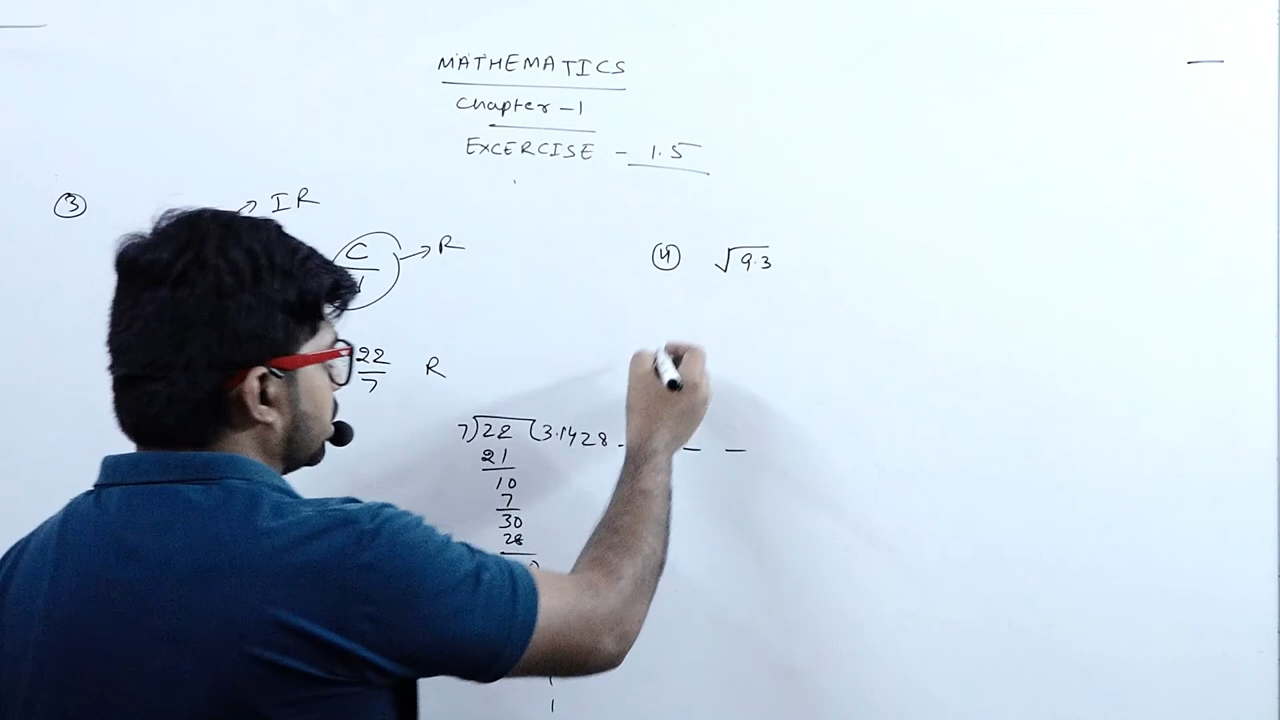 MATHEMATICS
Chapter - 1
EXCERCISE - 1.5
③ → IR
C → R
22/7 R
7)22(3.1428 - - -
21
10
7
30
28
④ √9.3